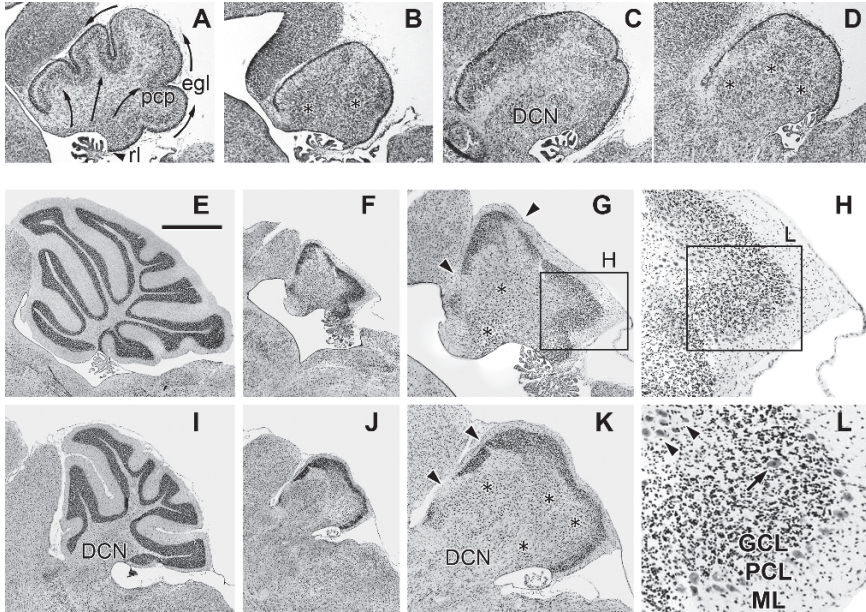 A B C D
egl
pcp
rl
DCN
E F G H
H
L
I J K L
DCN
DCN
GCL
PCL
ML